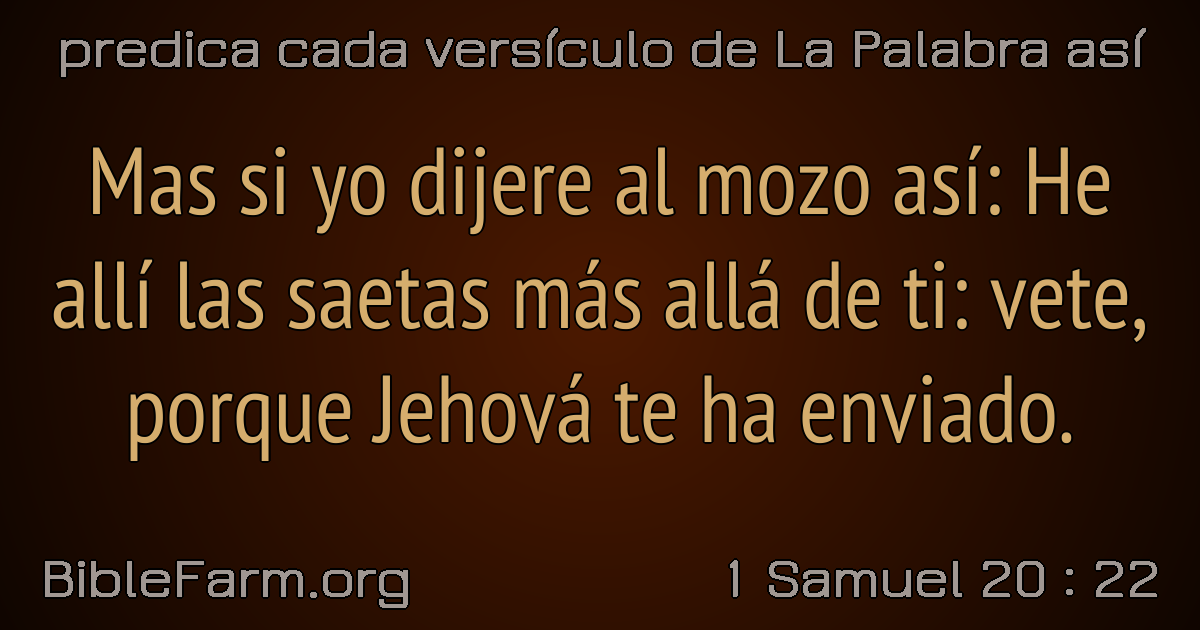 predica cada versículo de La Palabra así
Mas si yo dijere al mozo así: He
allí las saetas más allá de ti: vete,
porque Jehová te ha enviado.
BibleFarm.org
1 Samuel 20 : 22